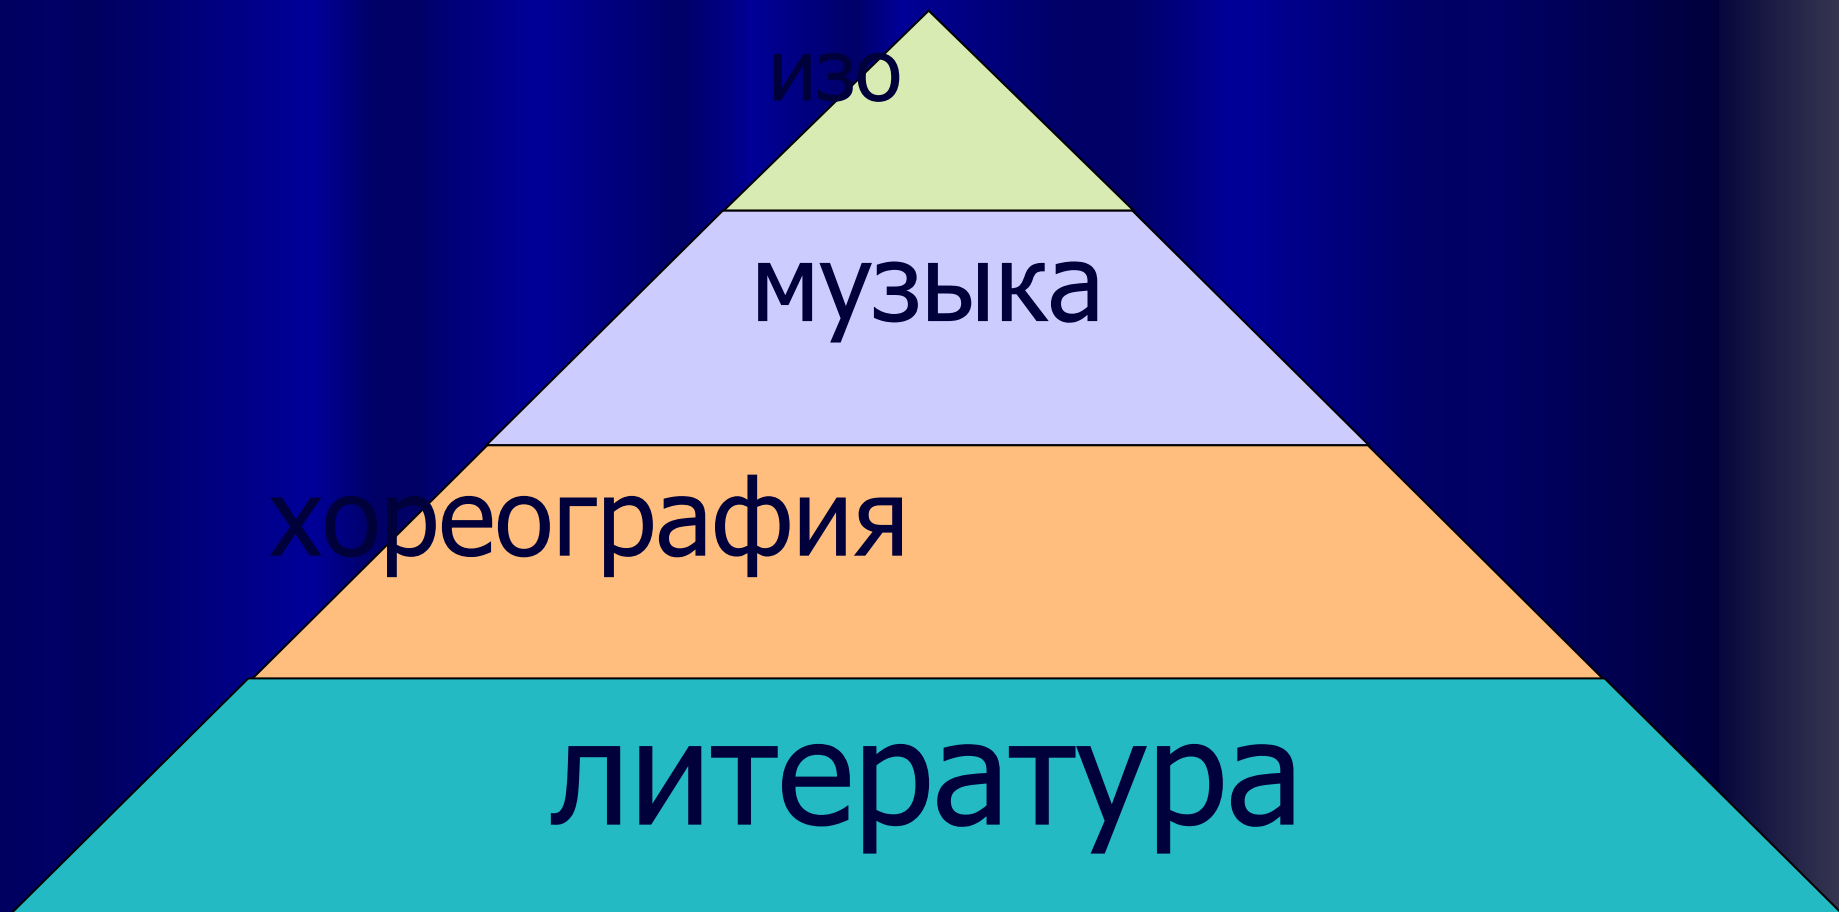 изо
музыка
хореография
литература